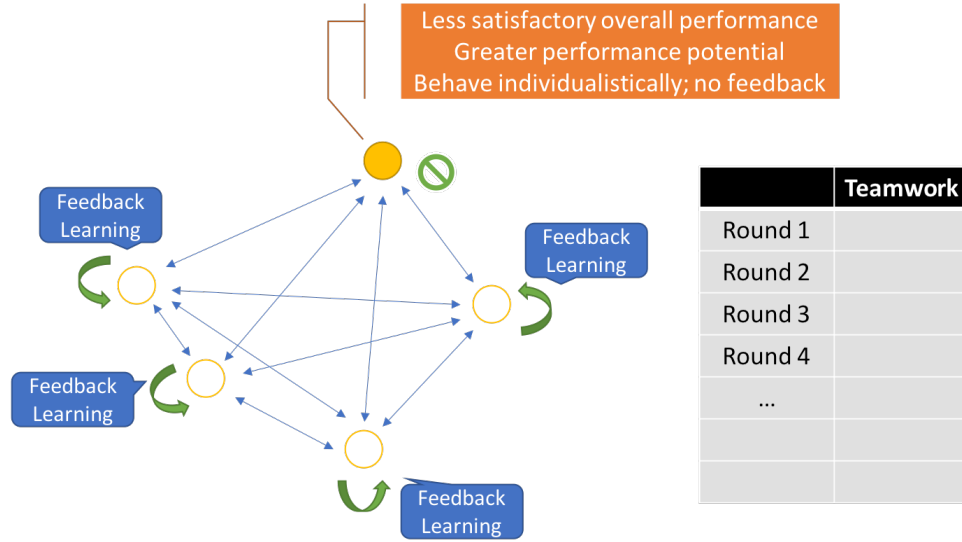 Less satisfactory overall performance
Greater performance potential
Behave individualistically; no feedback
Feedback
Learning
Feedback
Learning
Feedback
Learning
Feedback
Learning
Teamwork
Round 1
Round 2
Round 3
Round 4
...